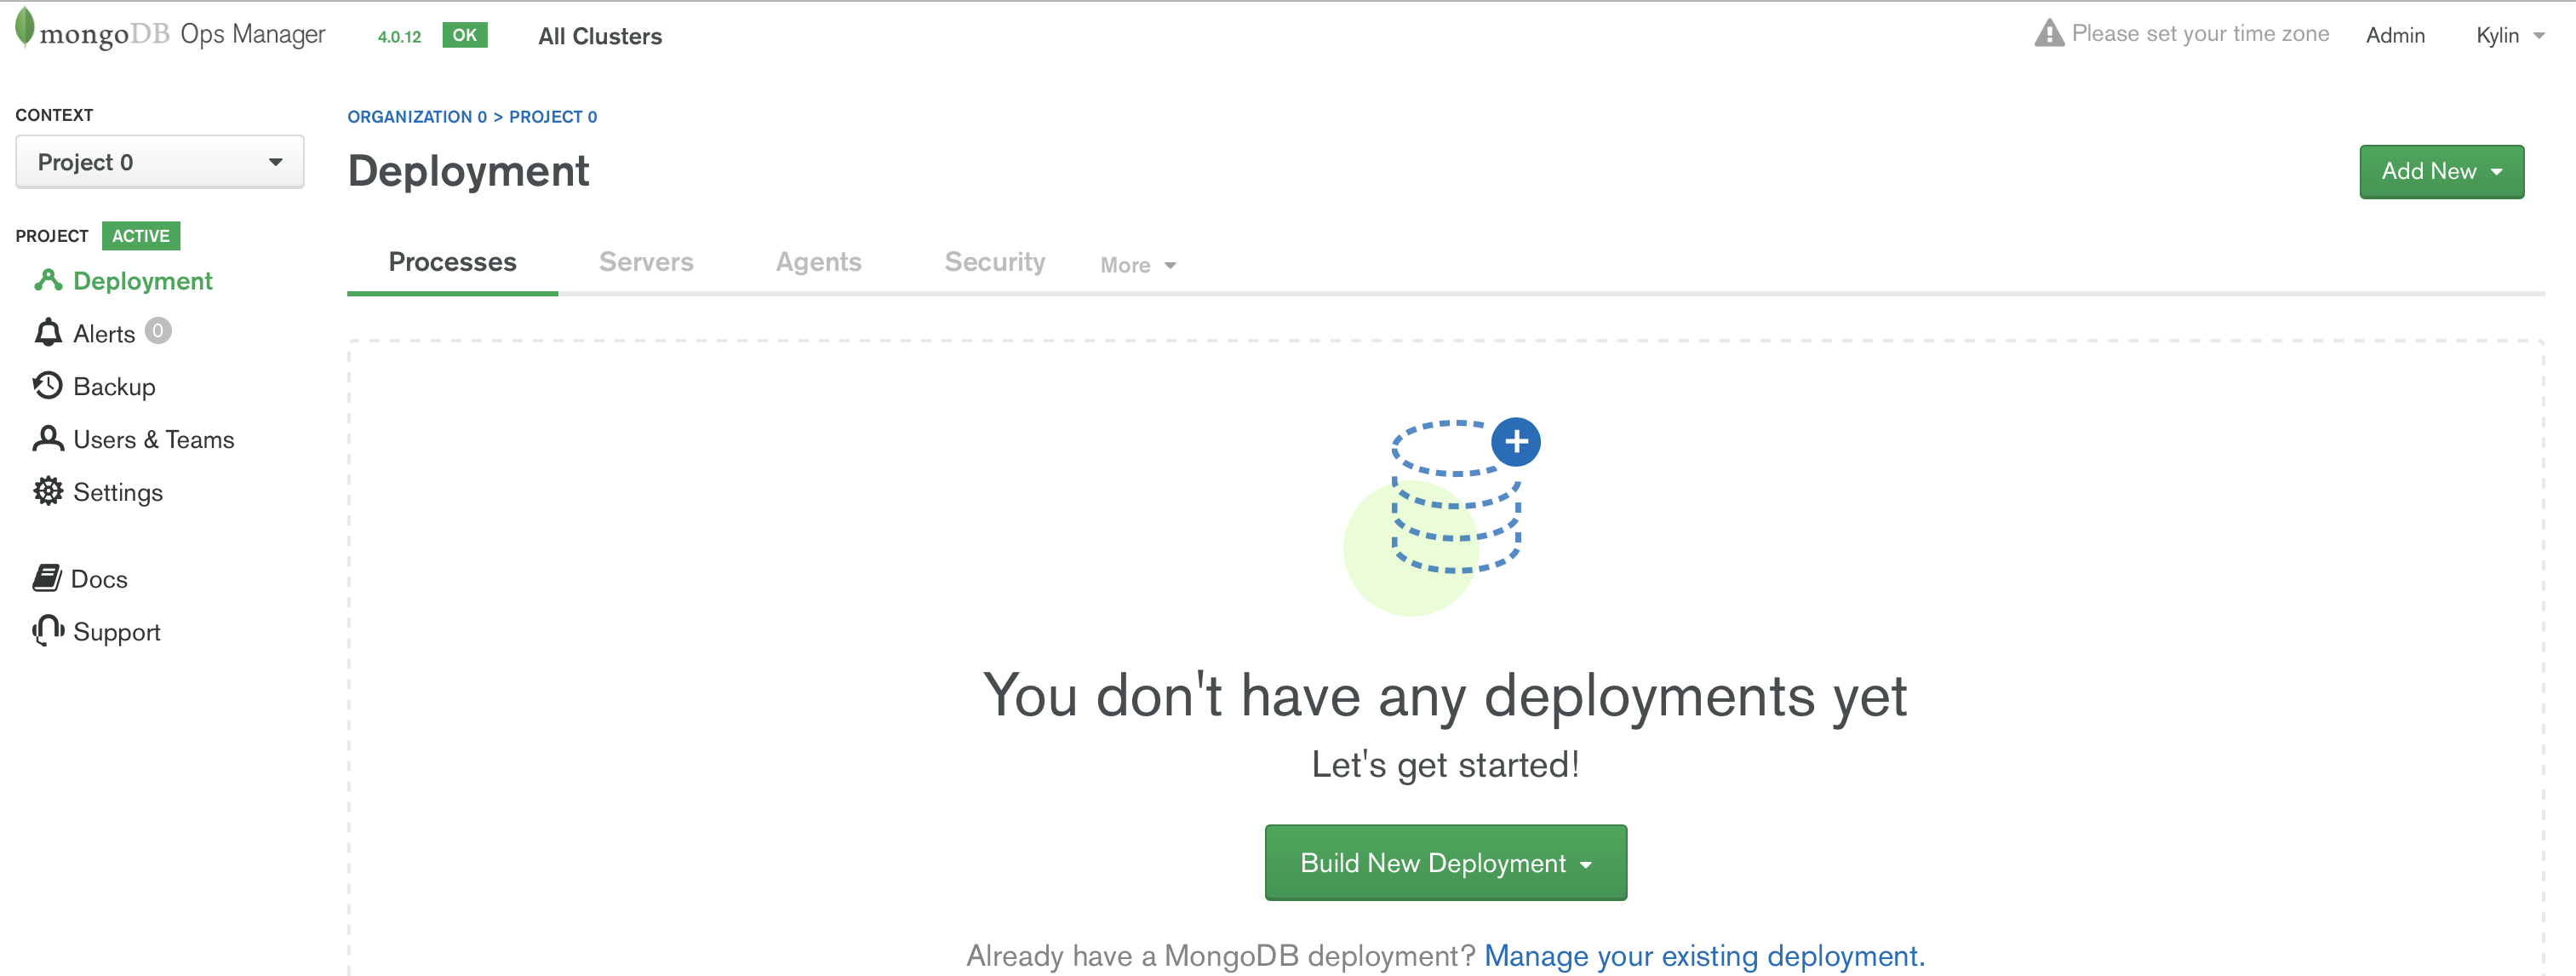 mongoDB Ops Manager 4.0.12 OK All Clusters Please set your time zone Admin Kylin
CONTEXT
Project 0
PROJECT ACTIVE
Deployment
Alerts 0
Backup
Users & Teams
Settings
Docs
Support
ORGANIZATION 0 > PROJECT 0
Deployment
Add New
Processes Servers Agents Security More
You don't have any deployments yet
Let's get started!
Build New Deployment
Already have a MongoDB deployment? Manage your existing deployment.